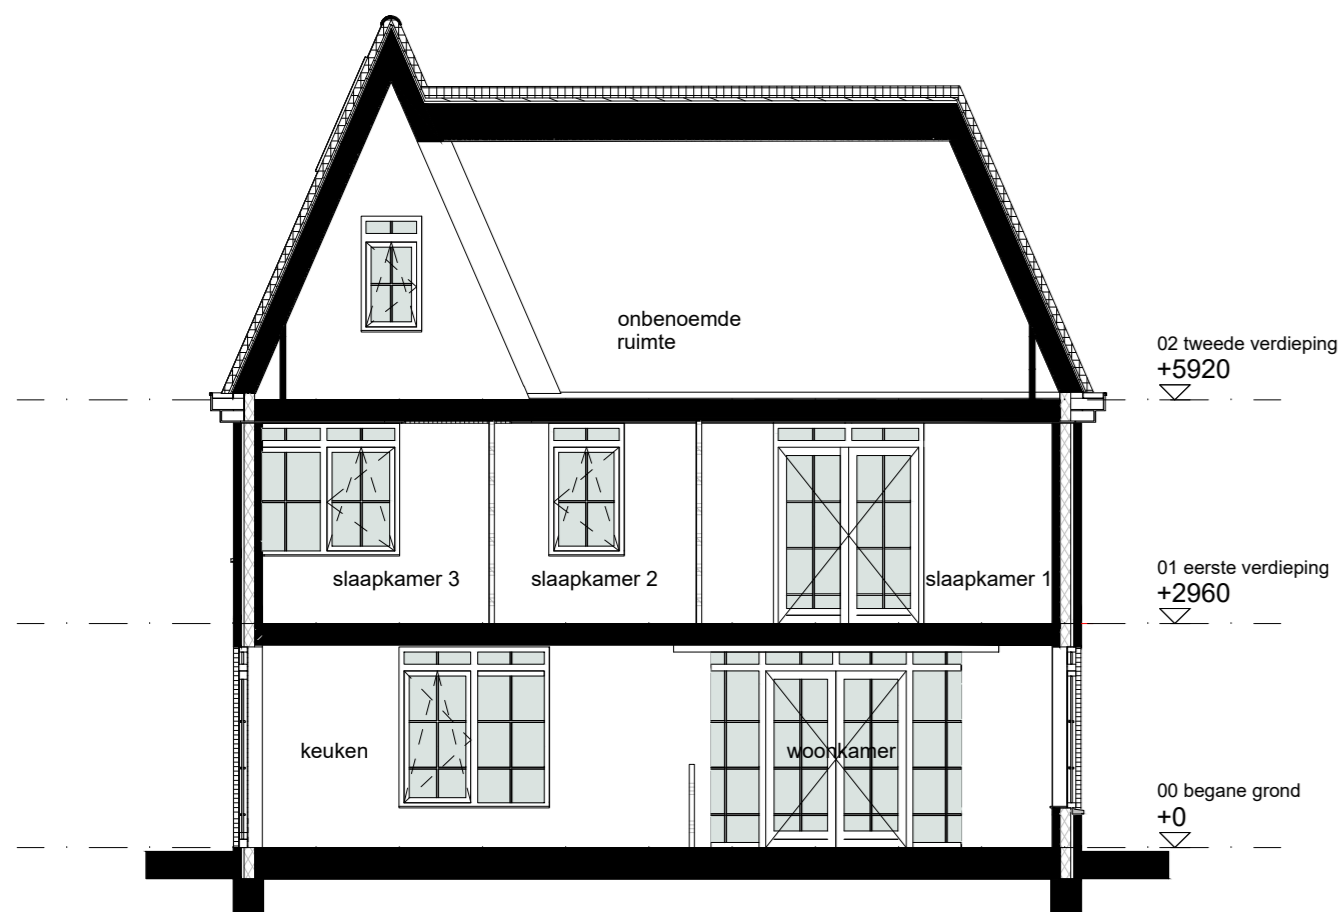 onbenoemde
ruimte
02 tweede verdieping
+5920
slaapkamer 3
slaapkamer 2
slaapkamer 1
01 eerste verdieping
+2960
keuken
woonkamer
00 begane grond
+0